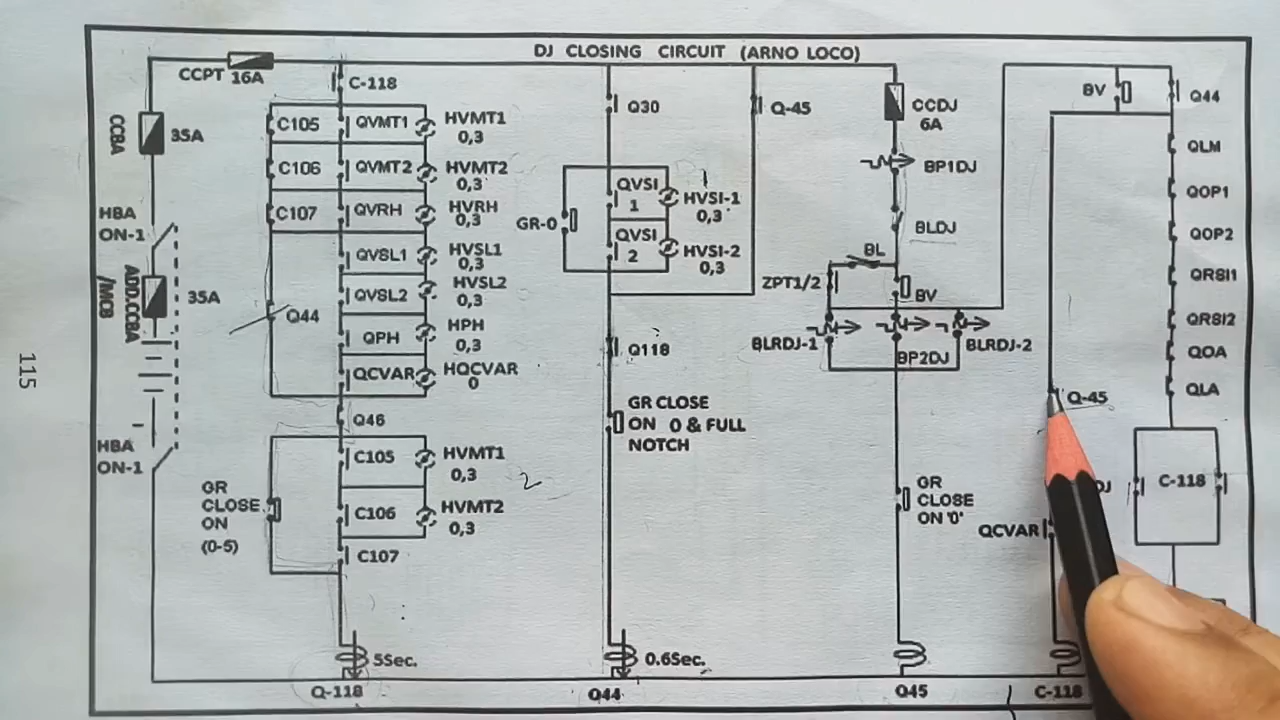 DJ CLOSING CIRCUIT (ARNO LOCO)
CCPT 16A
C-118
CCBA
35A
HBA
ON-1
ADD.CCBA
/MCB
35A
HBA
ON-1
115
C105
QVMT1
HVMT1
0,3
C106
QVMT2
HVMT2
0,3
C107
QVRH
HVRH
0,3
QVSL1
HVSL1
0,3
QVSL2
HVSL2
0,3
Q44
QPH
HPH
0,3
QCVAR
HQCVAR
0
Q46
C105
HVMT1
0,3
2
GR
CLOSE
ON
(0-5)
C106
HVMT2
0,3
C107
5Sec.
Q-118
Q30
GR-0
QVSI
1
HVSI-1
0,3
1
QVSI
2
HVSI-2
0,3
Q118
GR CLOSE
ON 0 & FULL
NOTCH
0.6Sec.
Q44
Q-45
CCDJ
6A
BP1DJ
BLDJ
BL
ZPT1/2
BV
BLRDJ-1
BP2DJ
BLRDJ-2
GR
CLOSE
ON '0'
Q45
BV
Q44
QLM
QOP1
QOP2
QRSI1
QRSI2
QOA
QLA
Q-45
C-118
QCVAR
C-118